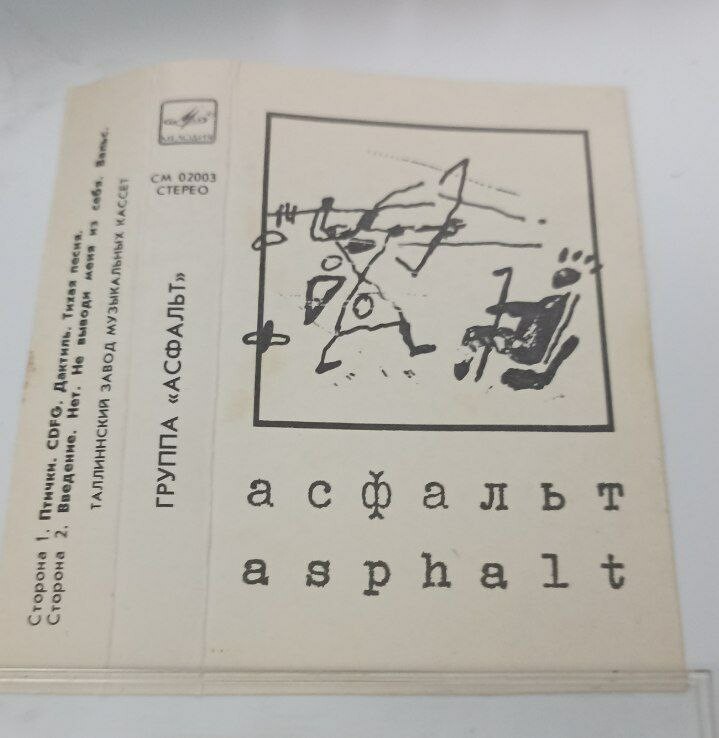 Сторона 1. Птички. CDFG. Дактиль. Тихая песня.
Сторона 2. Введение. Нет. Не выводи меня из себя. Вальс.
ТАЛЛИННСКИЙ ЗАВОД МУЗЫКАЛЬНЫХ КАССЕТ
МЕЛОДИЯ
СМ 02003
СТЕРЕО
ГРУППА «АСФАЛЬТ»
асфальт
asphalt